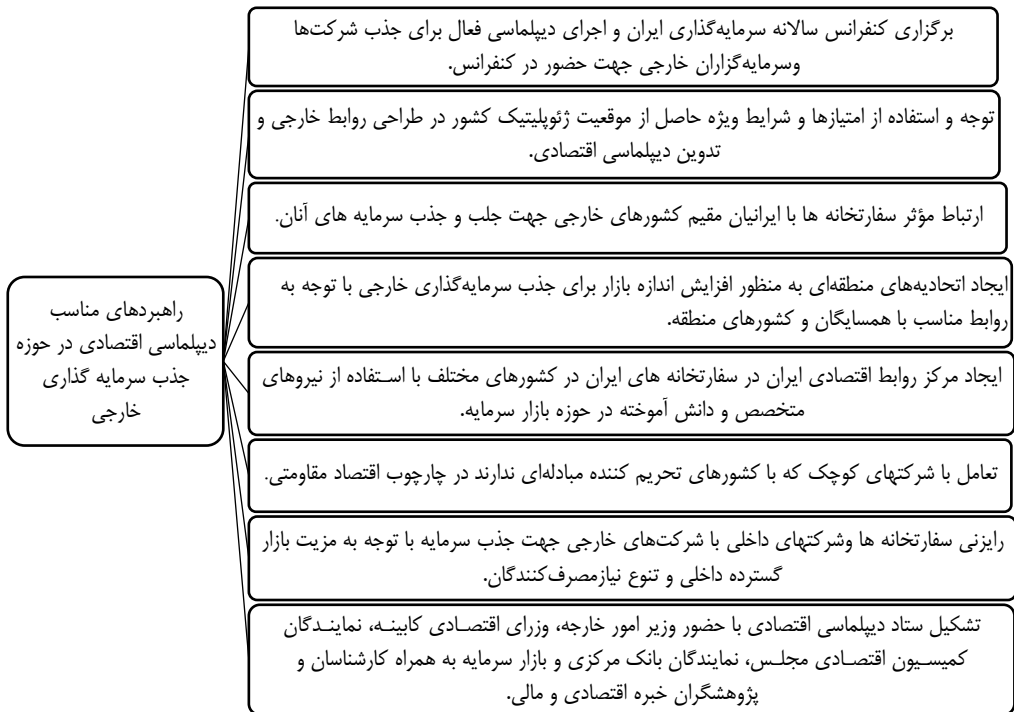 برگزاری کنفرانس سالانه سرمایه‌گذاری ایران و اجرای دیپلماسی فعال برای جذب شرکت‌ها
وسرمایه‌گزاران خارجی جهت حضور در کنفرانس.
توجه و استفاده از امتیازها و شرایط ویژه حاصل از موقعیت ژئوپلیتیک کشور در طراحی روابط خارجی و
تدوین دیپلماسی اقتصادی.
ارتباط مؤثر سفارتخانه ها با ایرانیان مقیم کشورهای خارجی جهت جلب و جذب سرمایه های آنان.
ایجاد اتحادیه‌های منطقه‌ای به منظور افزایش اندازه بازار برای جذب سرمایه‌گذاری خارجی با توجه به
روابط مناسب با همسایگان و کشورهای منطقه.
راهبردهای مناسب
دیپلماسی اقتصادی در حوزه
جذب سرمایه گذاری
خارجی
ایجاد مرکز روابط اقتصادی ایران در سفارتخانه های ایران در کشورهای مختلف با استفاده از نیروهای
متخصص و دانش آموخته در حوزه بازار سرمایه.
تعامل با شرکتهای کوچک که با کشورهای تحریم کننده مبادله‌ای ندارند در چارچوب اقتصاد مقاومتی.
رایزنی سفارتخانه ها وشرکتهای داخلی با شرکت‌های خارجی جهت جذب سرمایه با توجه به مزیت بازار
گسترده داخلی و تنوع نیازمصرف‌کنندگان.
تشکیل ستاد دیپلماسی اقتصادی با حضور وزیر امور خارجه، وزرای اقتصادی کابینه، نمایندگان
کمیسیون اقتصادی مجلس، نمایندگان بانک مرکزی و بازار سرمایه به همراه کارشناسان و
پژوهشگران خبره اقتصادی و مالی.